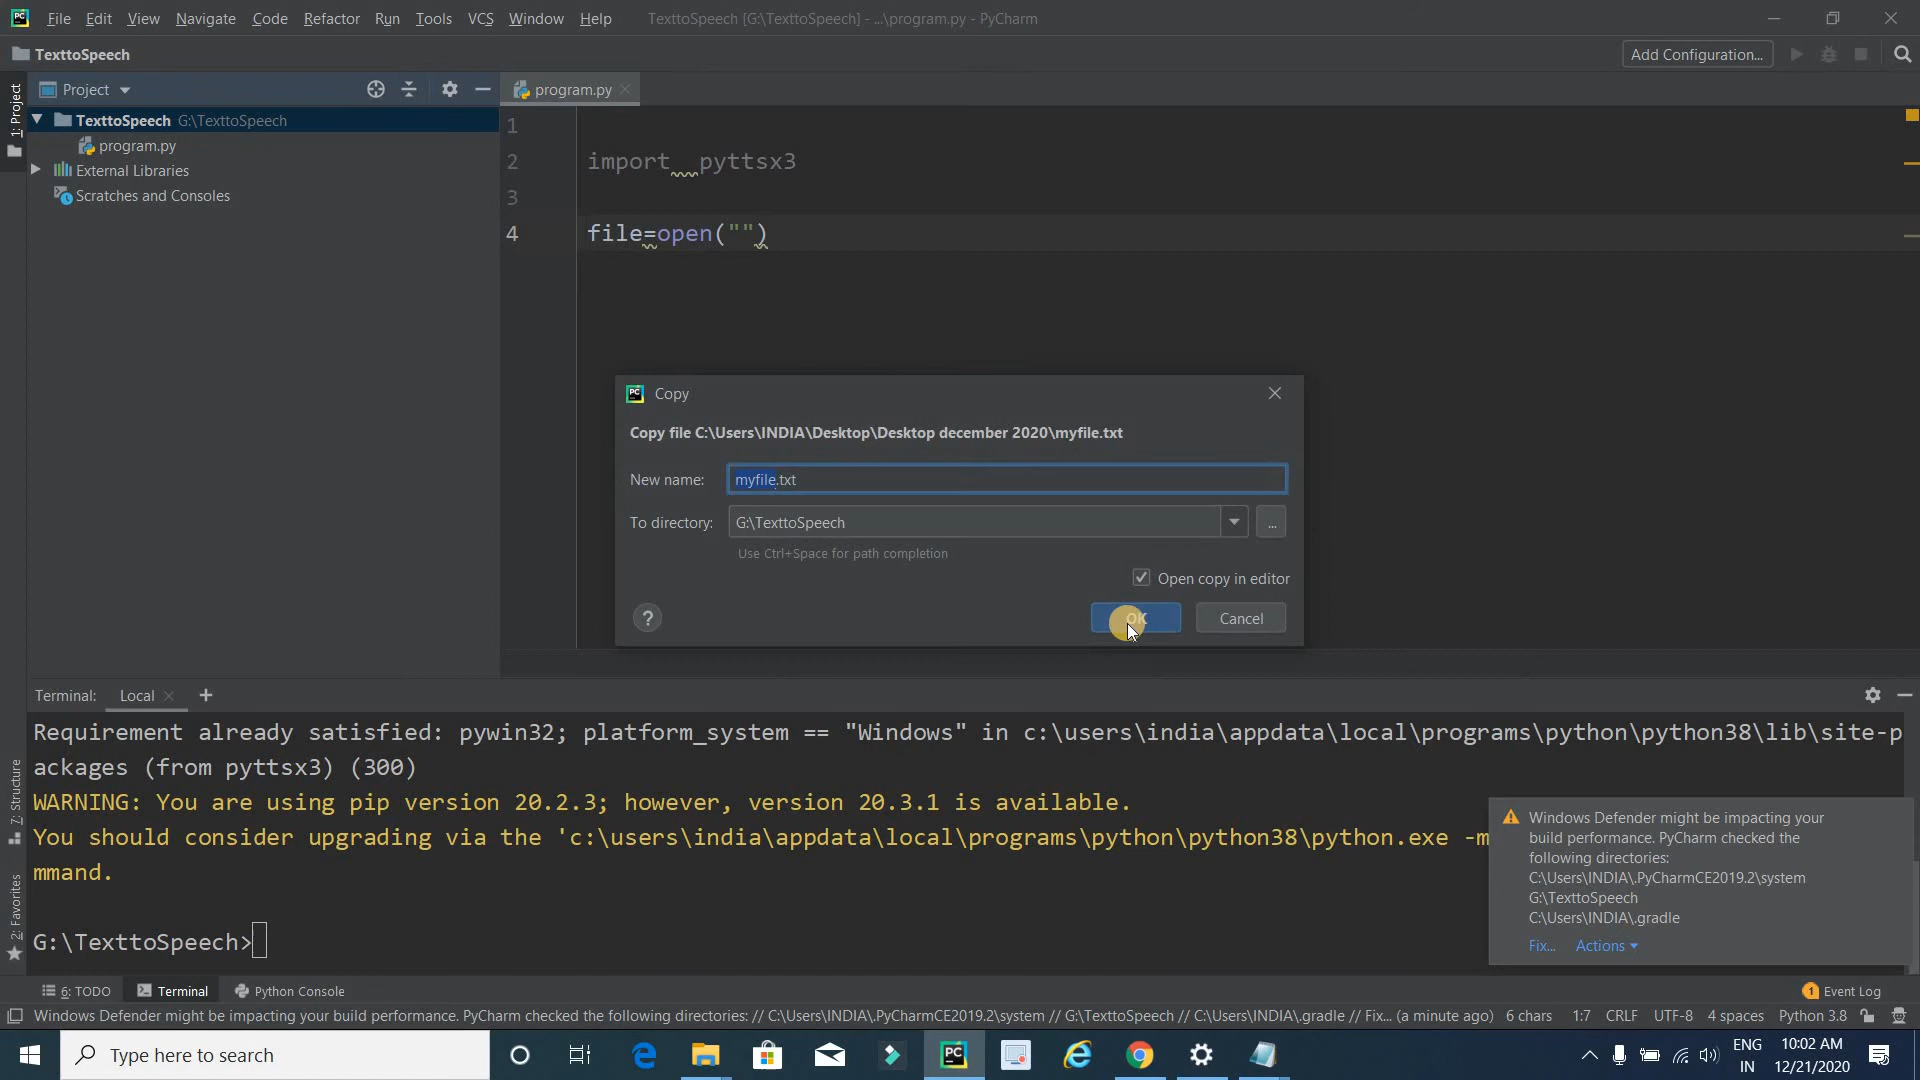 File Edit View Navigate Code Refactor Run Tools VCS Window Help TexttoSpeech [G:\TexttoSpeech] - ...\program.py - PyCharm
TexttoSpeech
Add Configuration...
1: Project
Project
program.py
TexttoSpeech G:\TexttoSpeech
program.py
External Libraries
Scratches and Consoles
1
2 import pyttsx3
3
4 file=open("")
Copy
Copy file C:\Users\INDIA\Desktop\Desktop december 2020\myfile.txt
New name: myfile.txt
To directory: G:\TexttoSpeech
...
Use Ctrl+Space for path completion
Open copy in editor
? OK Cancel
7: Structure
2: Favorites
Terminal: Local +
Requirement already satisfied: pywin32; platform_system == "Windows" in c:\users\india\appdata\local\programs\python\python38\lib\site-p
ackages (from pyttsx3) (300)
WARNING: You are using pip version 20.2.3; however, version 20.3.1 is available.
You should consider upgrading via the 'c:\users\india\appdata\local\programs\python\python38\python.exe -m
mmand.
G:\TexttoSpeech>
Windows Defender might be impacting your
build performance. PyCharm checked the
following directories:
C:\Users\INDIA\.PyCharmCE2019.2\system
G:\TexttoSpeech
C:\Users\INDIA\.gradle
Fix... Actions
6: TODO Terminal Python Console
1 Event Log
Windows Defender might be impacting your build performance. PyCharm checked the following directories: // C:\Users\INDIA\.PyCharmCE2019.2\system // G:\TexttoSpeech // C:\Users\INDIA\.gradle // Fix... (a minute ago) 6 chars 1:7 CRLF UTF-8 4 spaces Python 3.8
Type here to search
PC
ENG
IN
10:02 AM
12/21/2020